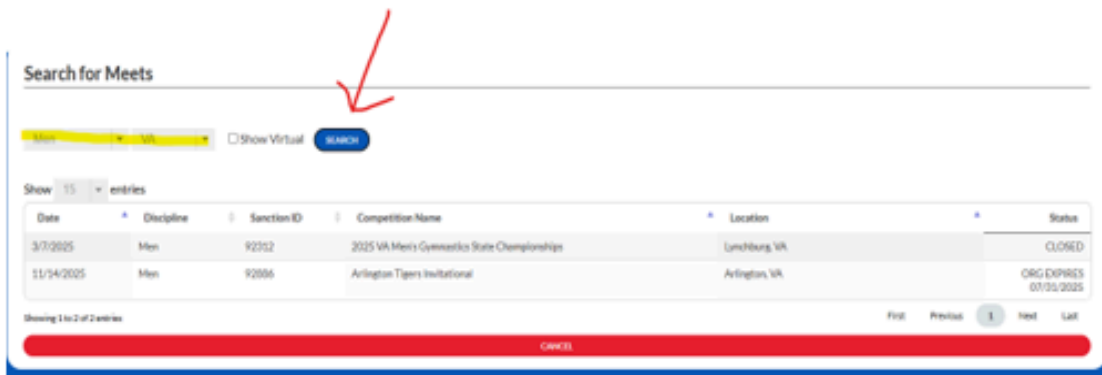 Search for Meets
Men VA Show Virtual SEARCH
Show 15 entries
Date Discipline Sanction ID Competition Name Location Status
3/7/2025 Men 92312 2025 VA Men's Gymnastics State Championships Lynchburg, VA CLOSED
11/14/2025 Men 92886 Arlington Tigers Invitational Arlington, VA ORG EXPIRES
07/31/2025
Showing 1 to 2 of 2 entries First Previous 1 Next Last
CANCEL